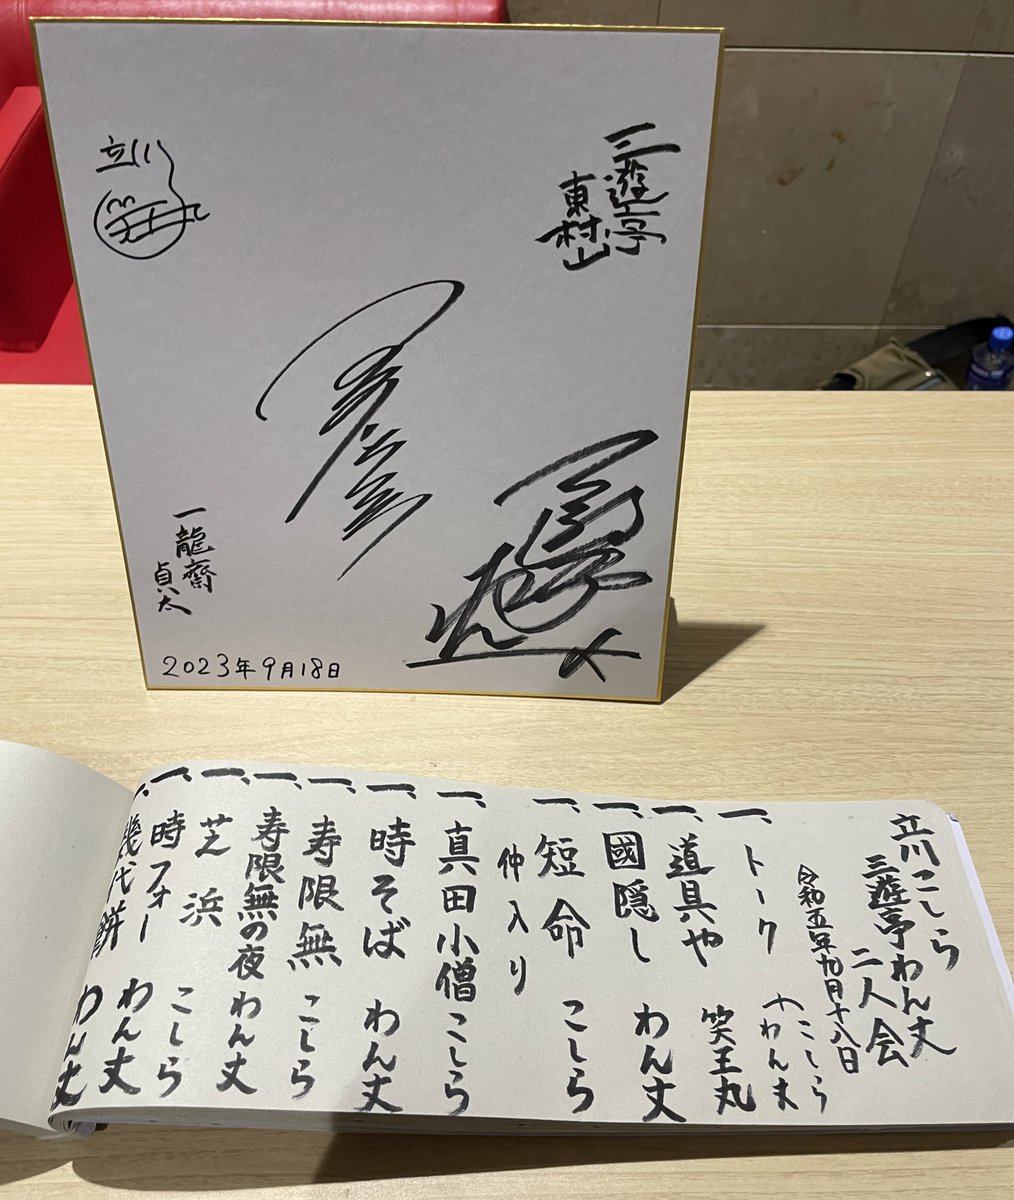 三遊亭
東村山
立川
一龍齋
貞太
2023年9月18日
立川こしら
三遊亭わん丈
二人会
令和五年九月十八日
一、トーク こしら
わん丈
一、道具や 笑王丸
一、國隠し わん丈
一、短命 こしら
仲入り
一、真田小僧 こしら
一、時そば わん丈
一、寿限無 こしら
一、寿限無の夜 わん丈
一、芝浜 こしら
一、時フォー わん丈
一、幾代餅 わん丈